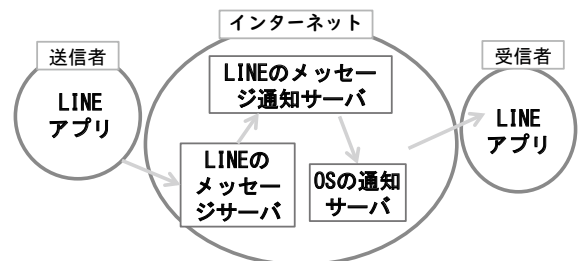 インターネット
送信者
受信者
LINE
アプリ
LINEのメッセー
ジ通知サーバ
LINEの
メッセー
ジサーバ
OSの通知
サーバ
LINE
アプリ